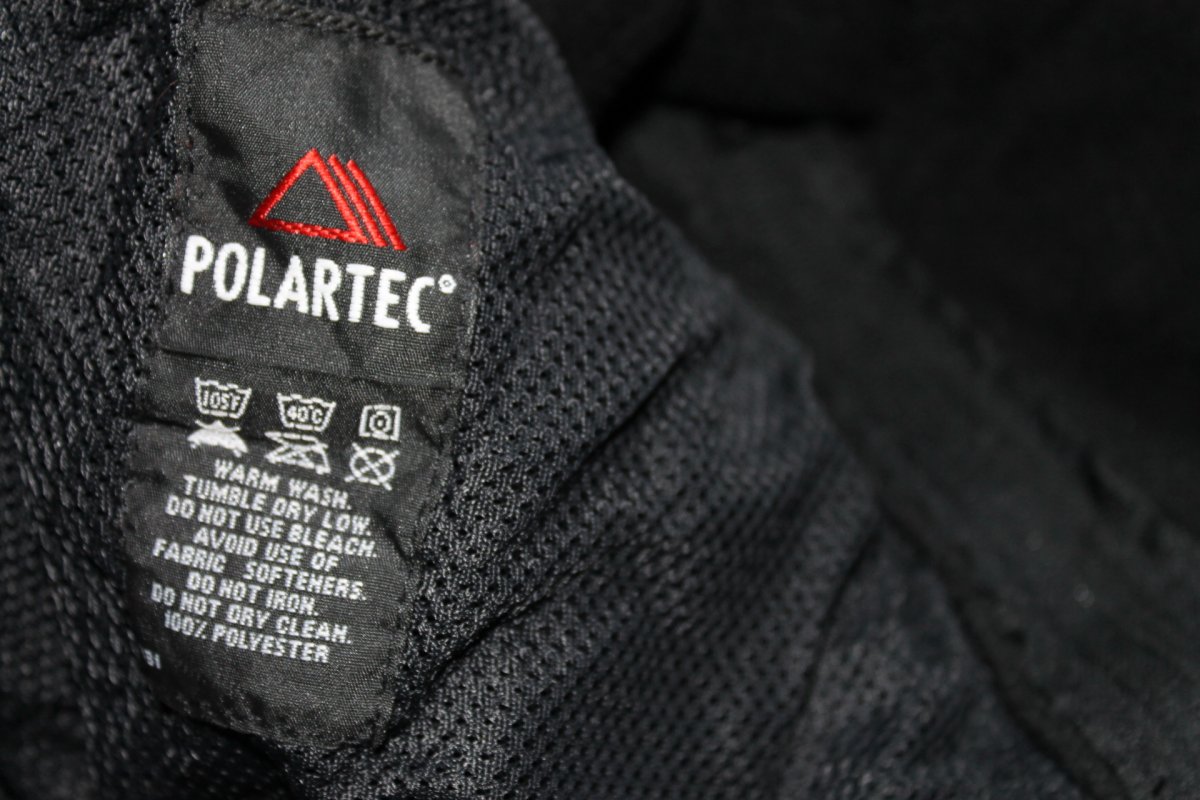 POLARTEC®
105F 40°C
WARM WASH.
TUMBLE DRY LOW.
DO NOT USE BLEACH.
AVOID USE OF
FABRIC SOFTENERS.
DO NOT IRON.
DO NOT DRY CLEAN.
100% POLYESTER